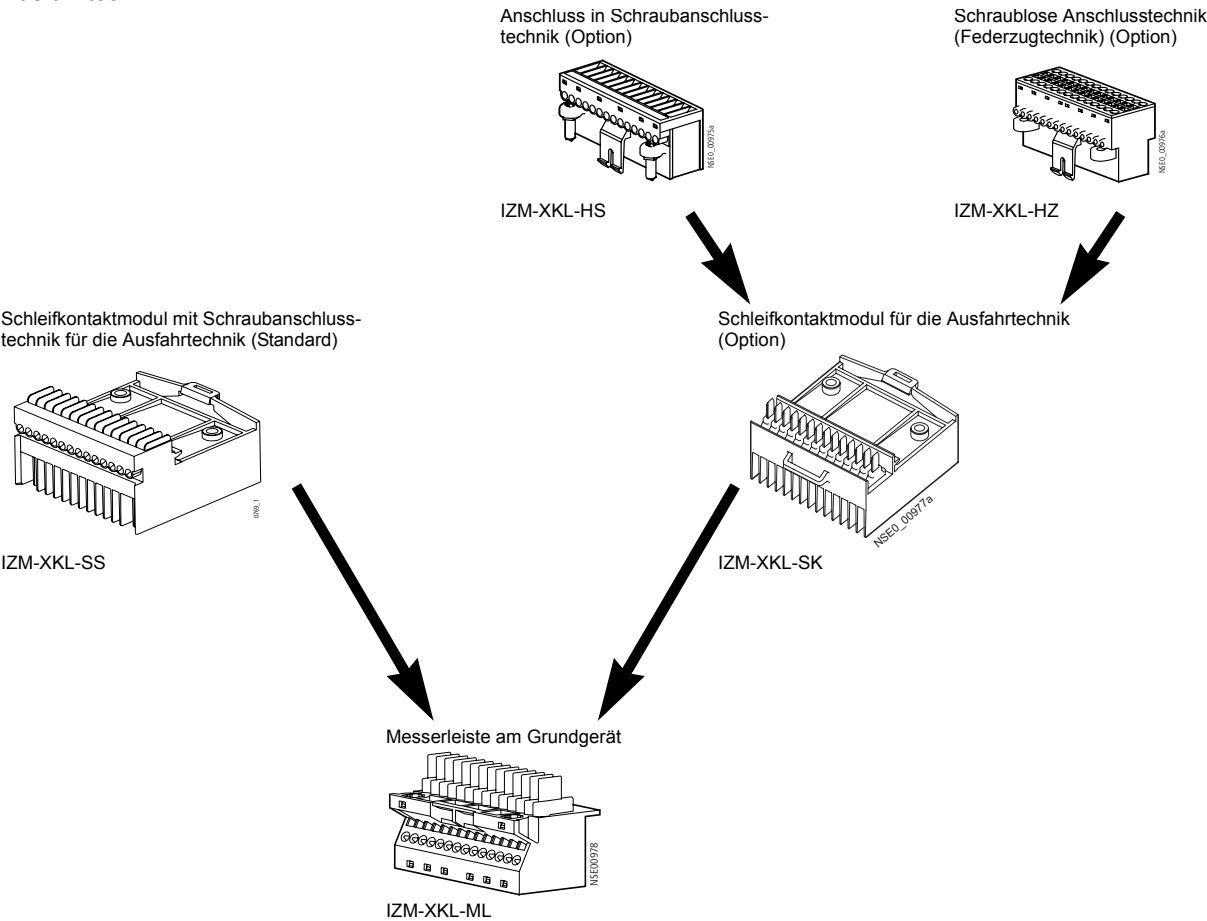 Anschluss in Schraubanschluss-
technik (Option)
Schraublose Anschlusstechnik
(Federzugtechnik) (Option)
NSE0_00975a
NSE0_00976a
IZM-XKL-HS
IZM-XKL-HZ
Schleifkontaktmodul mit Schraubanschluss-
technik für die Ausfahrtechnik (Standard)
Schleifkontaktmodul für die Ausfahrtechnik
(Option)
0769_1
NSE0_00977a
IZM-XKL-SS
IZM-XKL-SK
Messerleiste am Grundgerät
NSE00978
IZM-XKL-ML